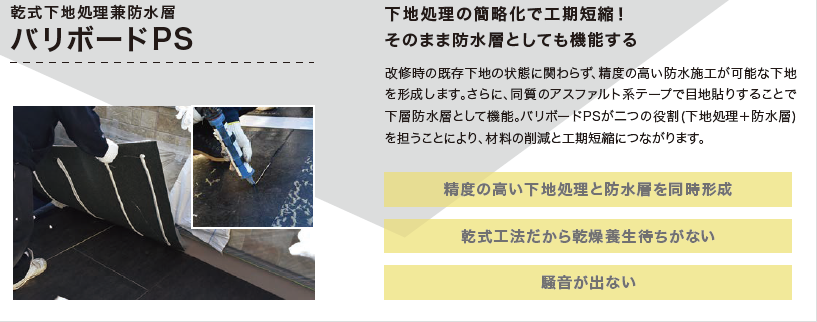 乾式下地処理兼防水層
バリボードPS
下地処理の簡略化で工期短縮！
そのまま防水層としても機能する
改修時の既存下地の状態に関わらず、精度の高い防水施工が可能な下地
を形成します。さらに、同質のアスファルト系テープで目地貼りすることで
下層防水層として機能。バリボードPSが二つの役割(下地処理＋防水層)
を担うことにより、材料の削減と工期短縮につながります。
精度の高い下地処理と防水層を同時形成
乾式工法だから乾燥養生待ちがない
騒音が出ない